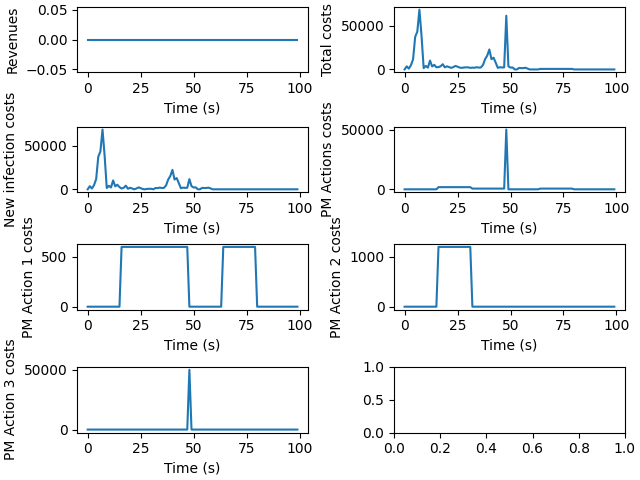 Revenues
0.05
0.00
−0.05
0 25 50 75 100
Time (s)
Total costs
50000
0
0 25 50 75 100
Time (s)
New infection costs
50000
0
0 25 50 75 100
Time (s)
PM Actions costs
50000
0
0 25 50 75 100
Time (s)
PM Action 1 costs
500
0
0 25 50 75 100
Time (s)
PM Action 2 costs
1000
0
0 25 50 75 100
Time (s)
PM Action 3 costs
50000
0
0 25 50 75 100
Time (s)
1.0
0.5
0.0
0.0 0.2 0.4 0.6 0.8 1.0